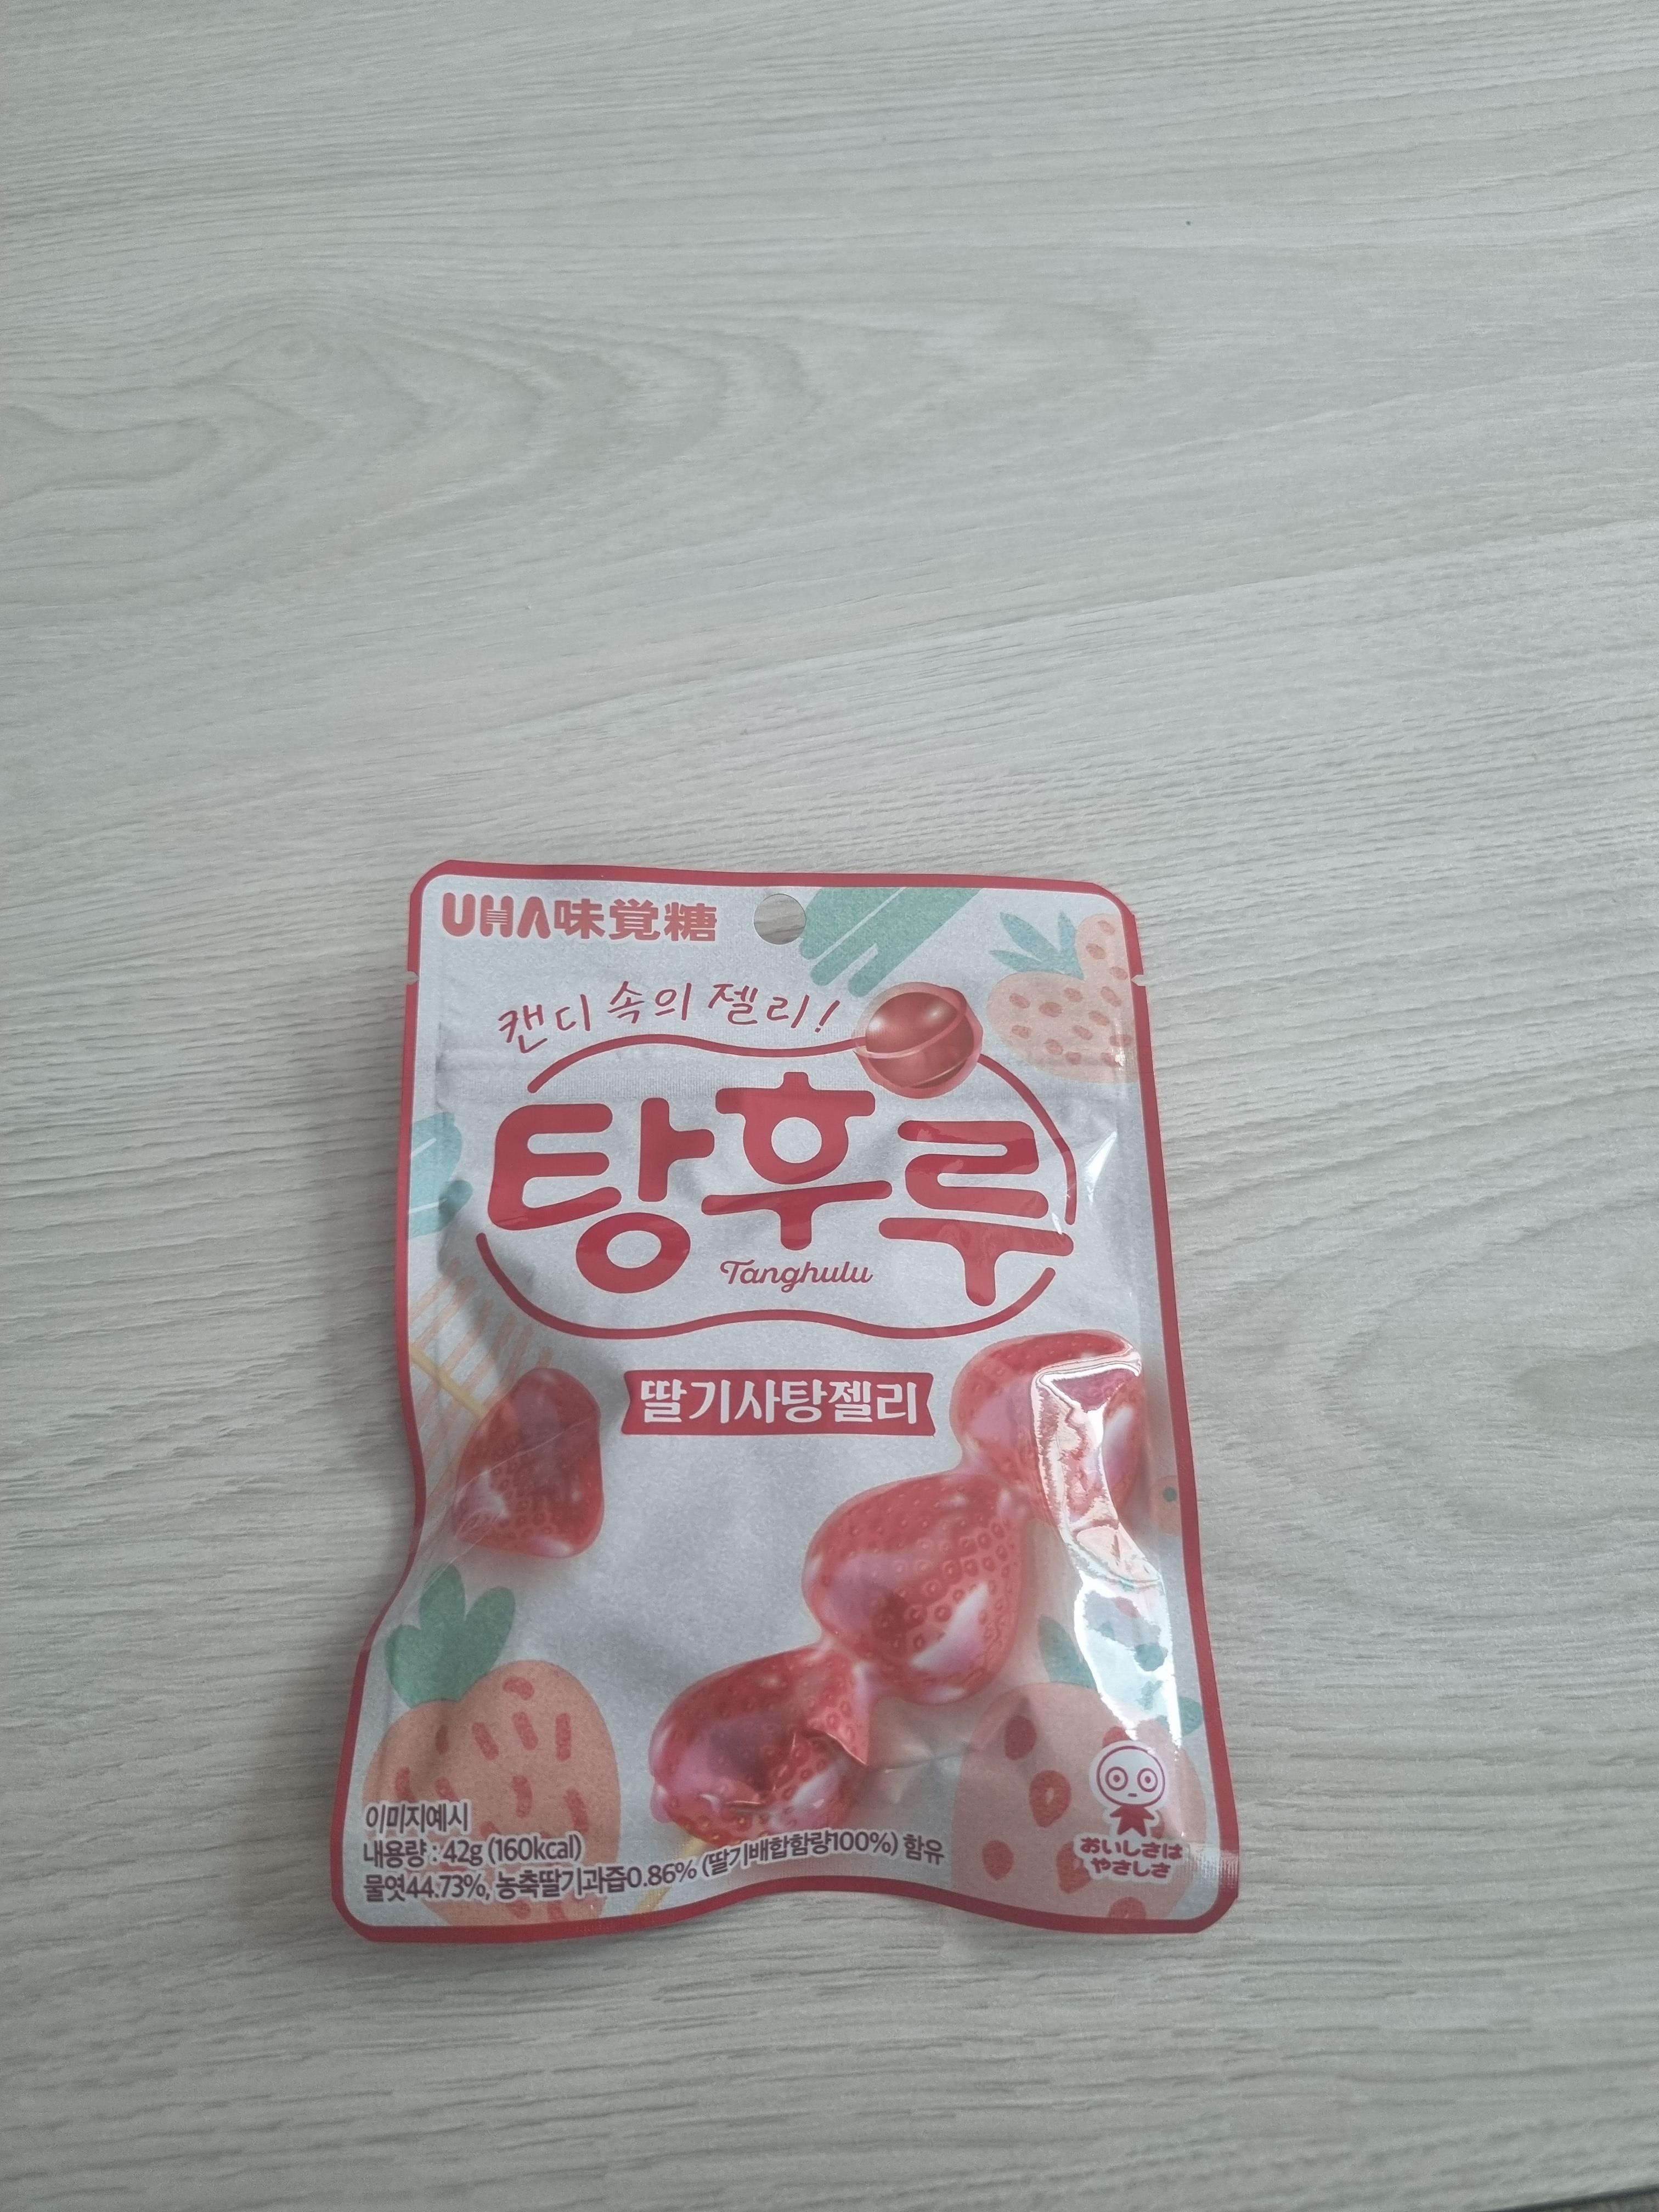 UHA味覚糖
캔디 속의 젤리!
탕후루
Tanghulu
딸기사탕젤리
이미지예시
내용량 : 42g (160kcal)
물엿44.73%, 농축딸기과즙0.86% (딸기배합함량100%) 함유
おいしさは
やさしさ